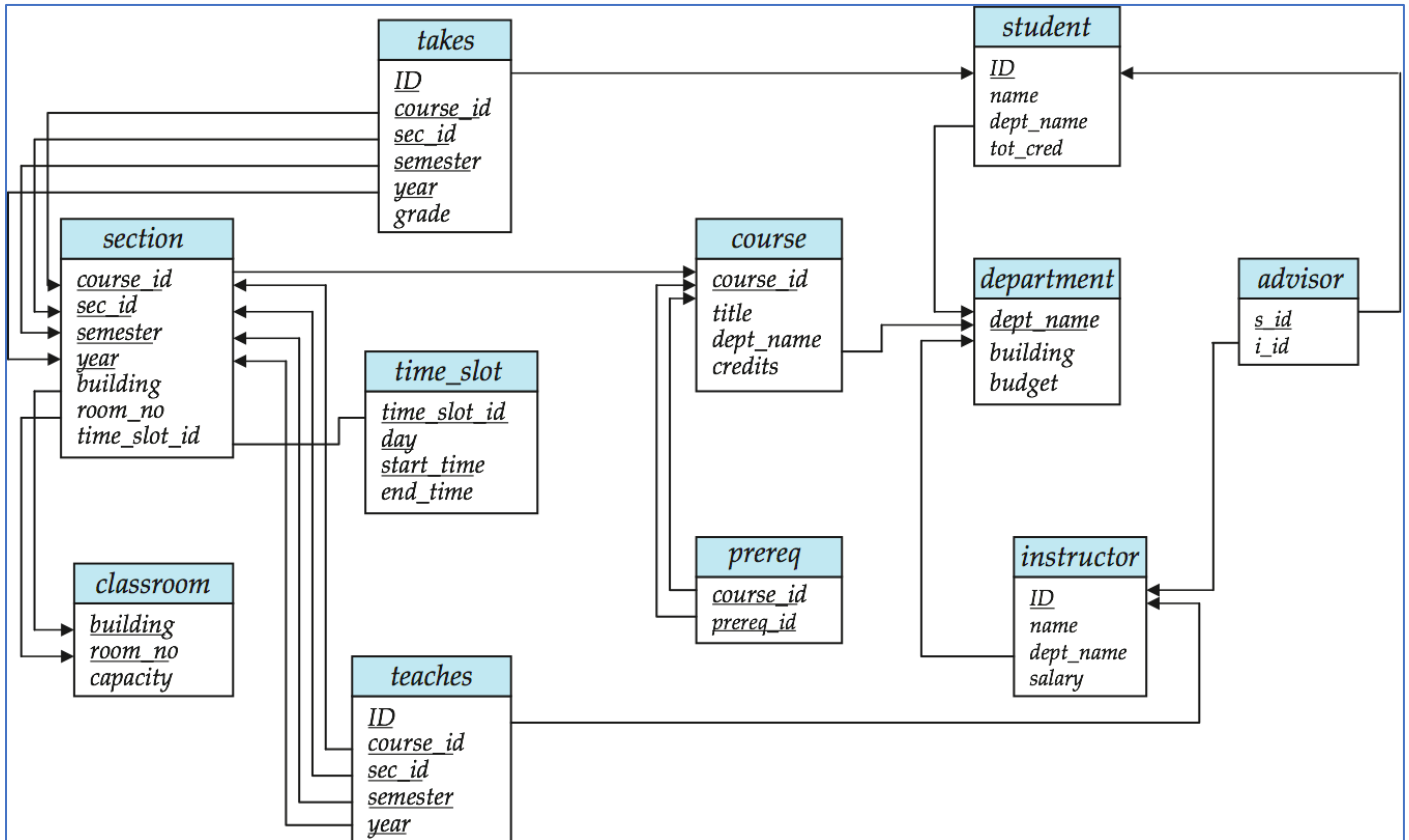 takes
ID
course_id
sec_id
semester
year
grade
student
ID
name
dept_name
tot_cred
section
course_id
sec_id
semester
year
building
room_no
time_slot_id
time_slot
time_slot_id
day
start_time
end_time
course
course_id
title
dept_name
credits
department
dept_name
building
budget
advisor
s_id
i_id
classroom
building
room_no
capacity
prereq
course_id
prereq_id
instructor
ID
name
dept_name
salary
teaches
ID
course_id
sec_id
semester
year